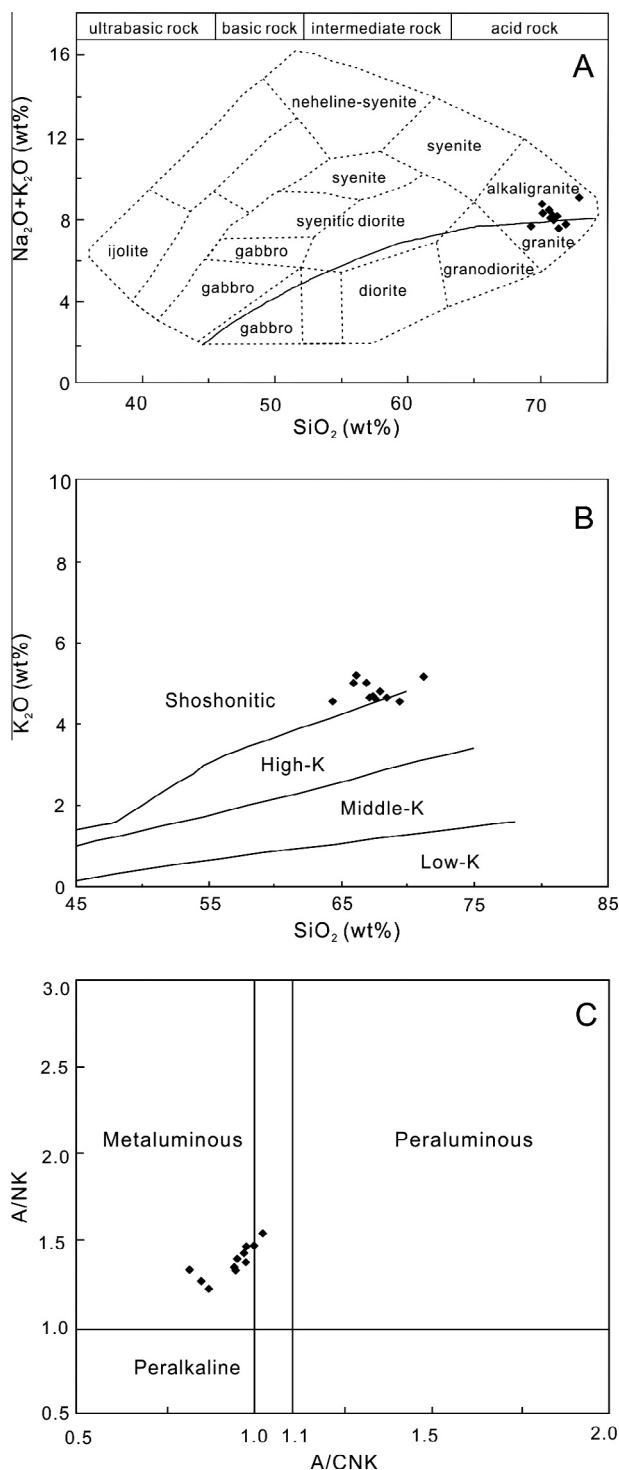 ultrabasic rock basic rock intermediate rock acid rock
A
16
12
8
4
0
Na₂O+K₂O (wt%)
neheline-syenite
syenite
syenite
alkaligranite
syenitic diorite
ijolite
gabbro
granite
gabbro
granodiorite
diorite
gabbro
40 50 60 70
SiO₂ (wt%)
B
10
8
6
4
2
0
K₂O (wt%)
Shoshonitic
High-K
Middle-K
Low-K
45 55 65 75 85
SiO₂ (wt%)
C
3.0
2.5
2.0
1.5
1.0
0.5
A/NK
Metaluminous
Peraluminous
Peralkaline
0.5 1.0 1.1 1.5 2.0
A/CNK